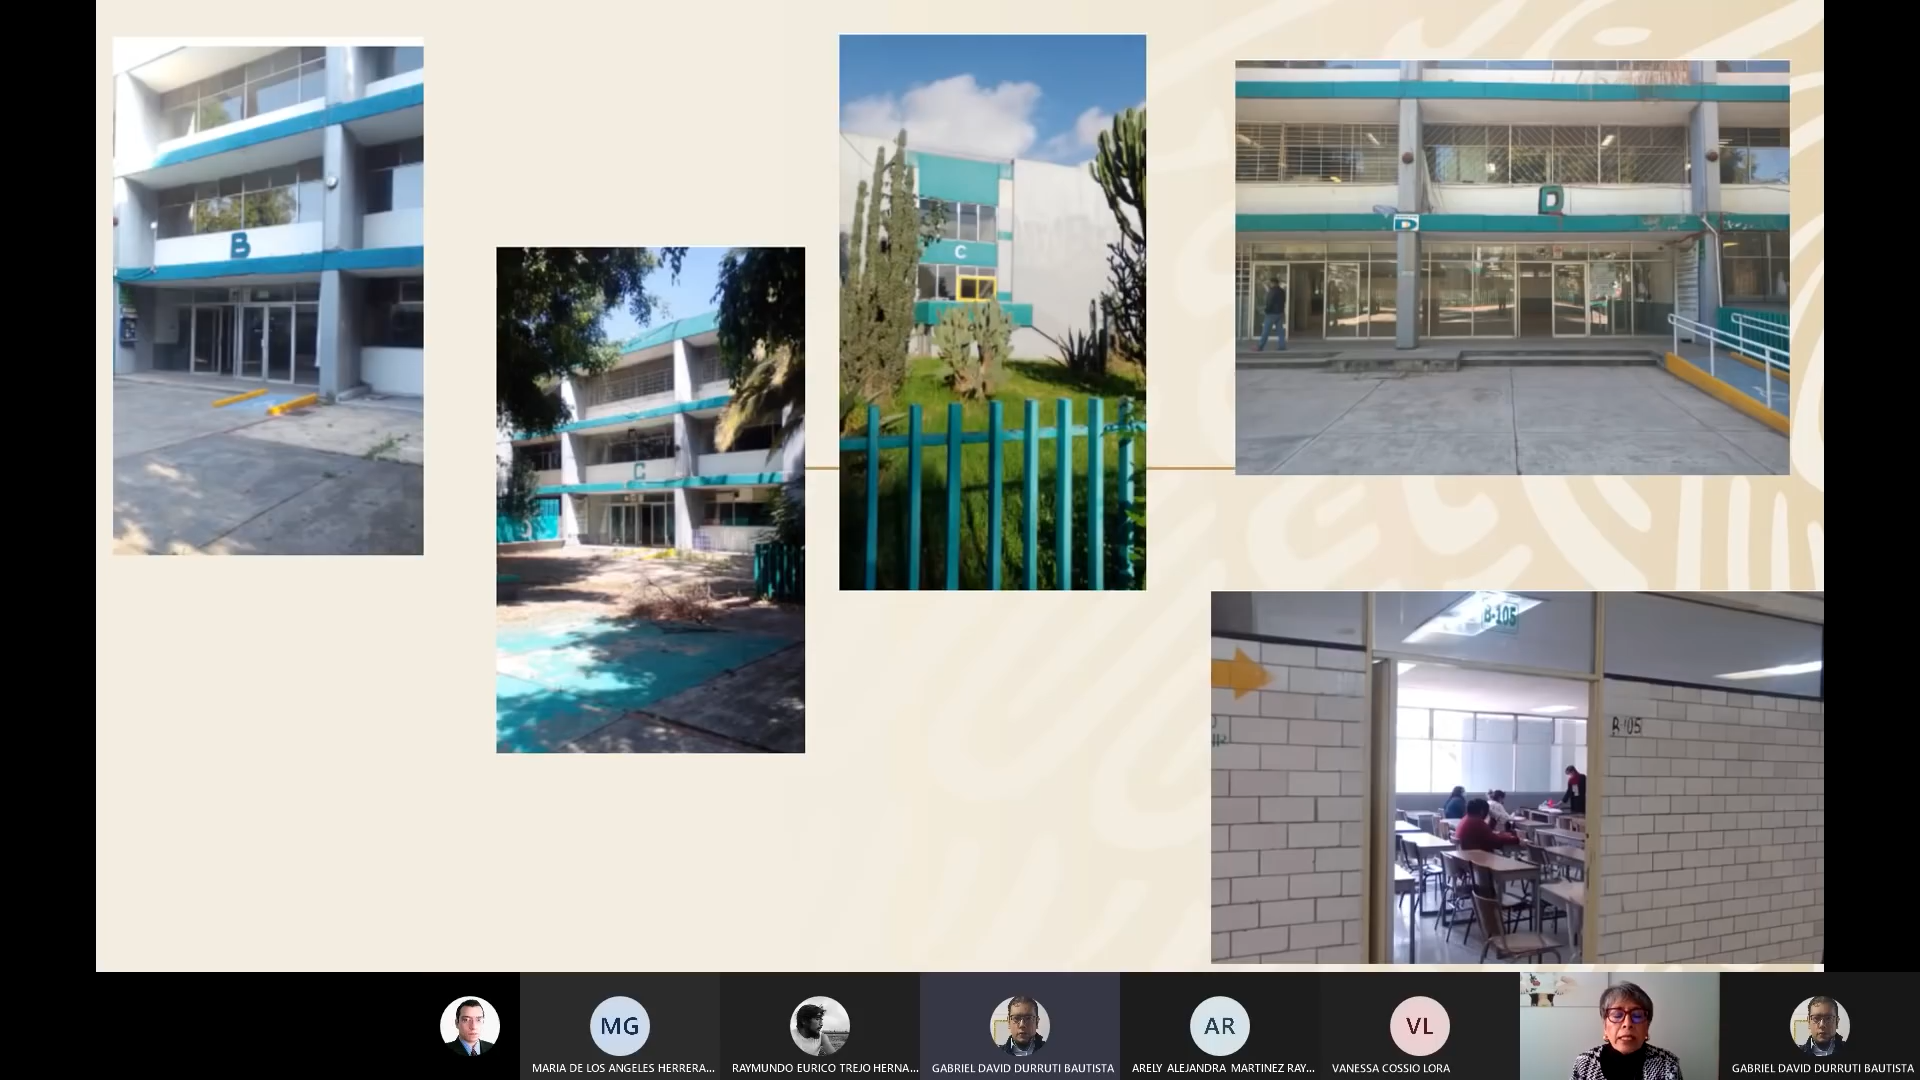 B
C
C
D
D
B-105
B-105
MG
AR
VL
MARIA DE LOS ANGELES HERRERA...
RAYMUNDO EURICO TREJO HERNA...
GABRIEL DAVID DURRUTI BAUTISTA
ARELY ALEJANDRA MARTINEZ RAY...
VANESSA COSSIO LORA
GABRIEL DAVID DURRUTI BAUTISTA